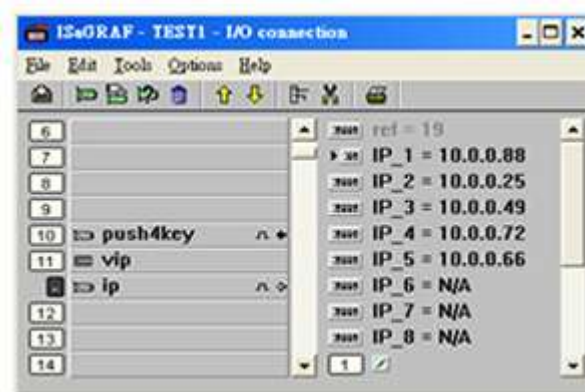 ISaGRAF - TEST1 - I/O connection
File Edit Tools Options Help
6
7
8
9
10 push4key
11 vip
ip
12
13
14
ref = 19
IP_1 = 10.0.0.88
IP_2 = 10.0.0.25
IP_3 = 10.0.0.49
IP_4 = 10.0.0.72
IP_5 = 10.0.0.66
IP_6 = N/A
IP_7 = N/A
IP_8 = N/A
1